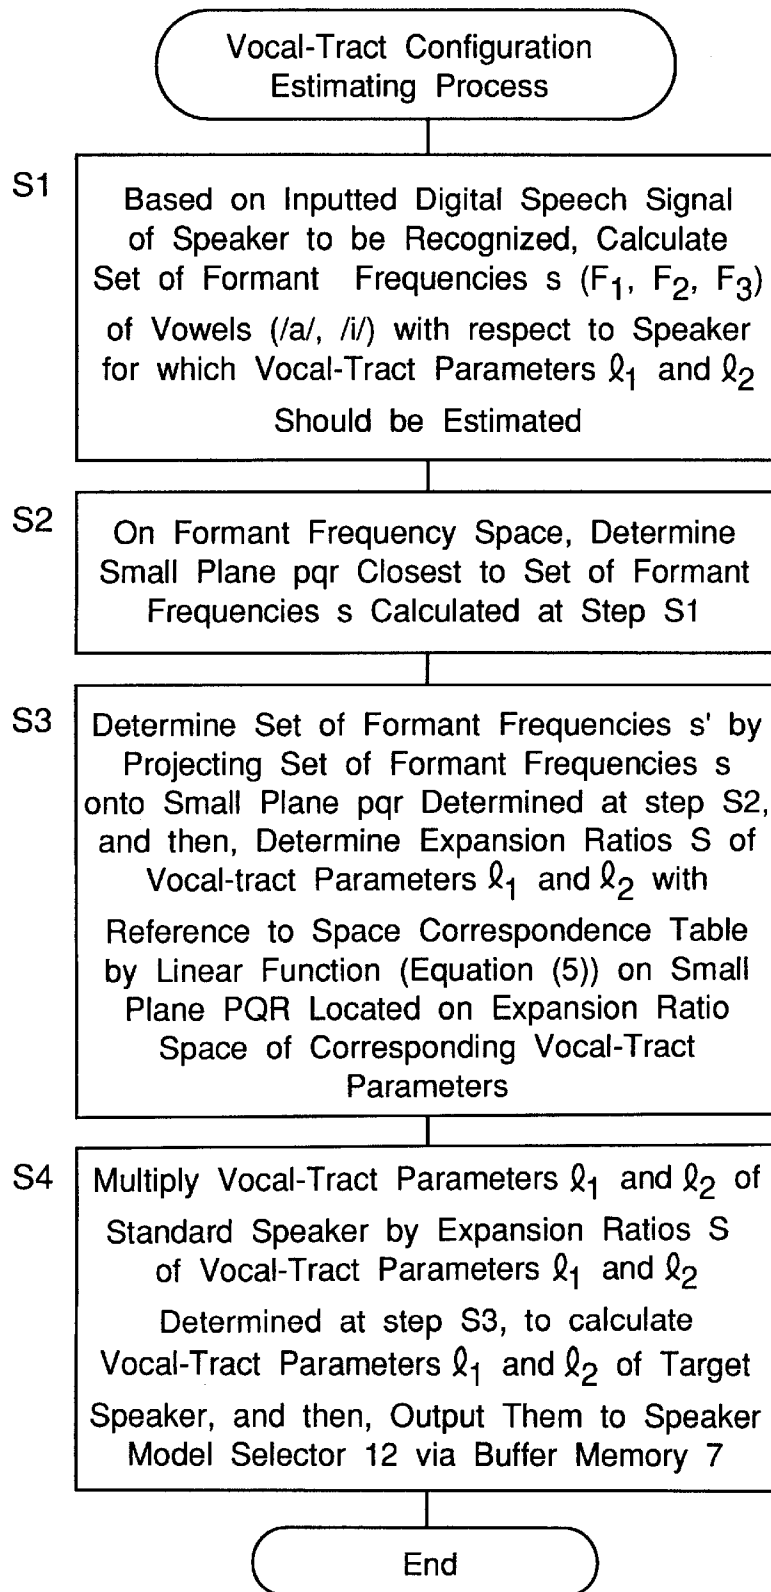 Vocal-Tract Configuration
Estimating Process
S1
Based on Inputted Digital Speech Signal
of Speaker to be Recognized, Calculate
Set of Formant Frequencies s (F₁, F₂, F₃)
of Vowels (/a/, /i/) with respect to Speaker
for which Vocal-Tract Parameters ℓ₁ and ℓ₂
Should be Estimated
S2
On Formant Frequency Space, Determine
Small Plane pqr Closest to Set of Formant
Frequencies s Calculated at Step S1
S3
Determine Set of Formant Frequencies s' by
Projecting Set of Formant Frequencies s
onto Small Plane pqr Determined at step S2,
and then, Determine Expansion Ratios S of
Vocal-tract Parameters ℓ₁ and ℓ₂ with
Reference to Space Correspondence Table
by Linear Function (Equation (5)) on Small
Plane PQR Located on Expansion Ratio
Space of Corresponding Vocal-Tract
Parameters
S4
Multiply Vocal-Tract Parameters ℓ₁ and ℓ₂ of
Standard Speaker by Expansion Ratios S
of Vocal-Tract Parameters ℓ₁ and ℓ₂
Determined at step S3, to calculate
Vocal-Tract Parameters ℓ₁ and ℓ₂ of Target
Speaker, and then, Output Them to Speaker
Model Selector 12 via Buffer Memory 7
End